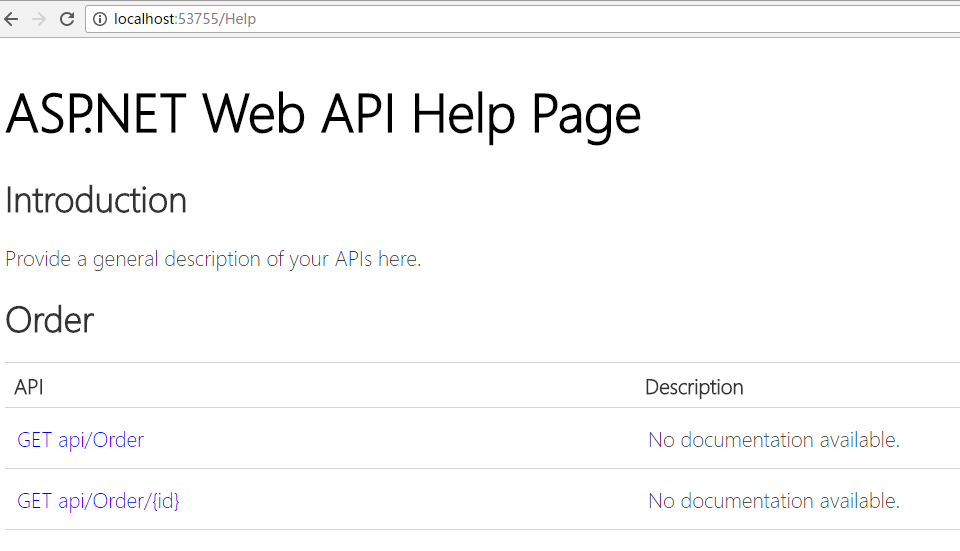 localhost:53755/Help
ASP.NET Web API Help Page
Introduction
Provide a general description of your APIs here.
Order
API Description
GET api/Order No documentation available.
GET api/Order/{id} No documentation available.